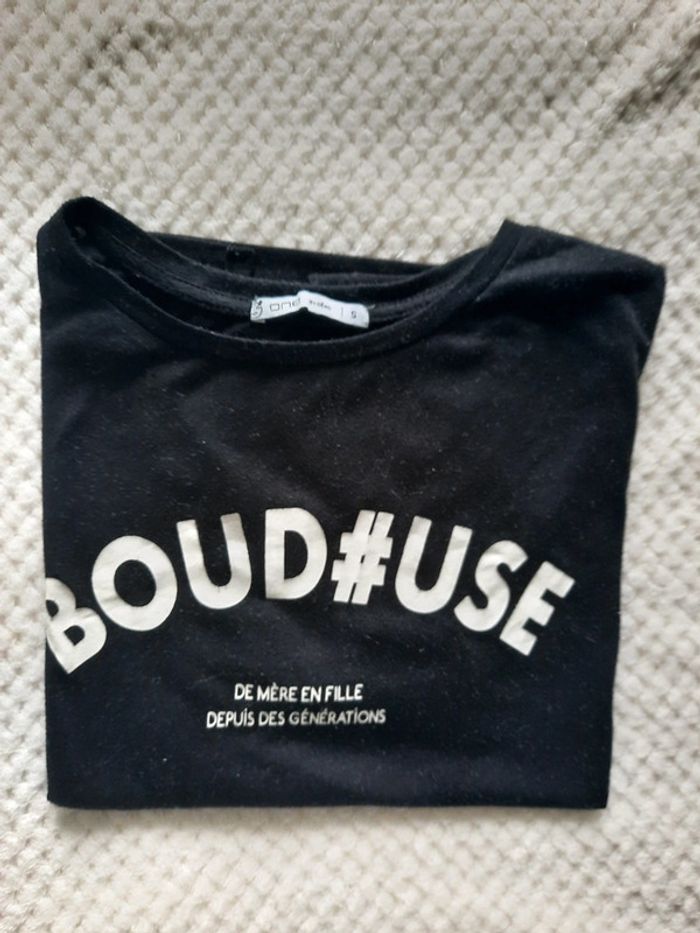 S
BOUD#USE
DE MÈRE EN FILLE
DEPUIS DES GÉNÉRATIONS